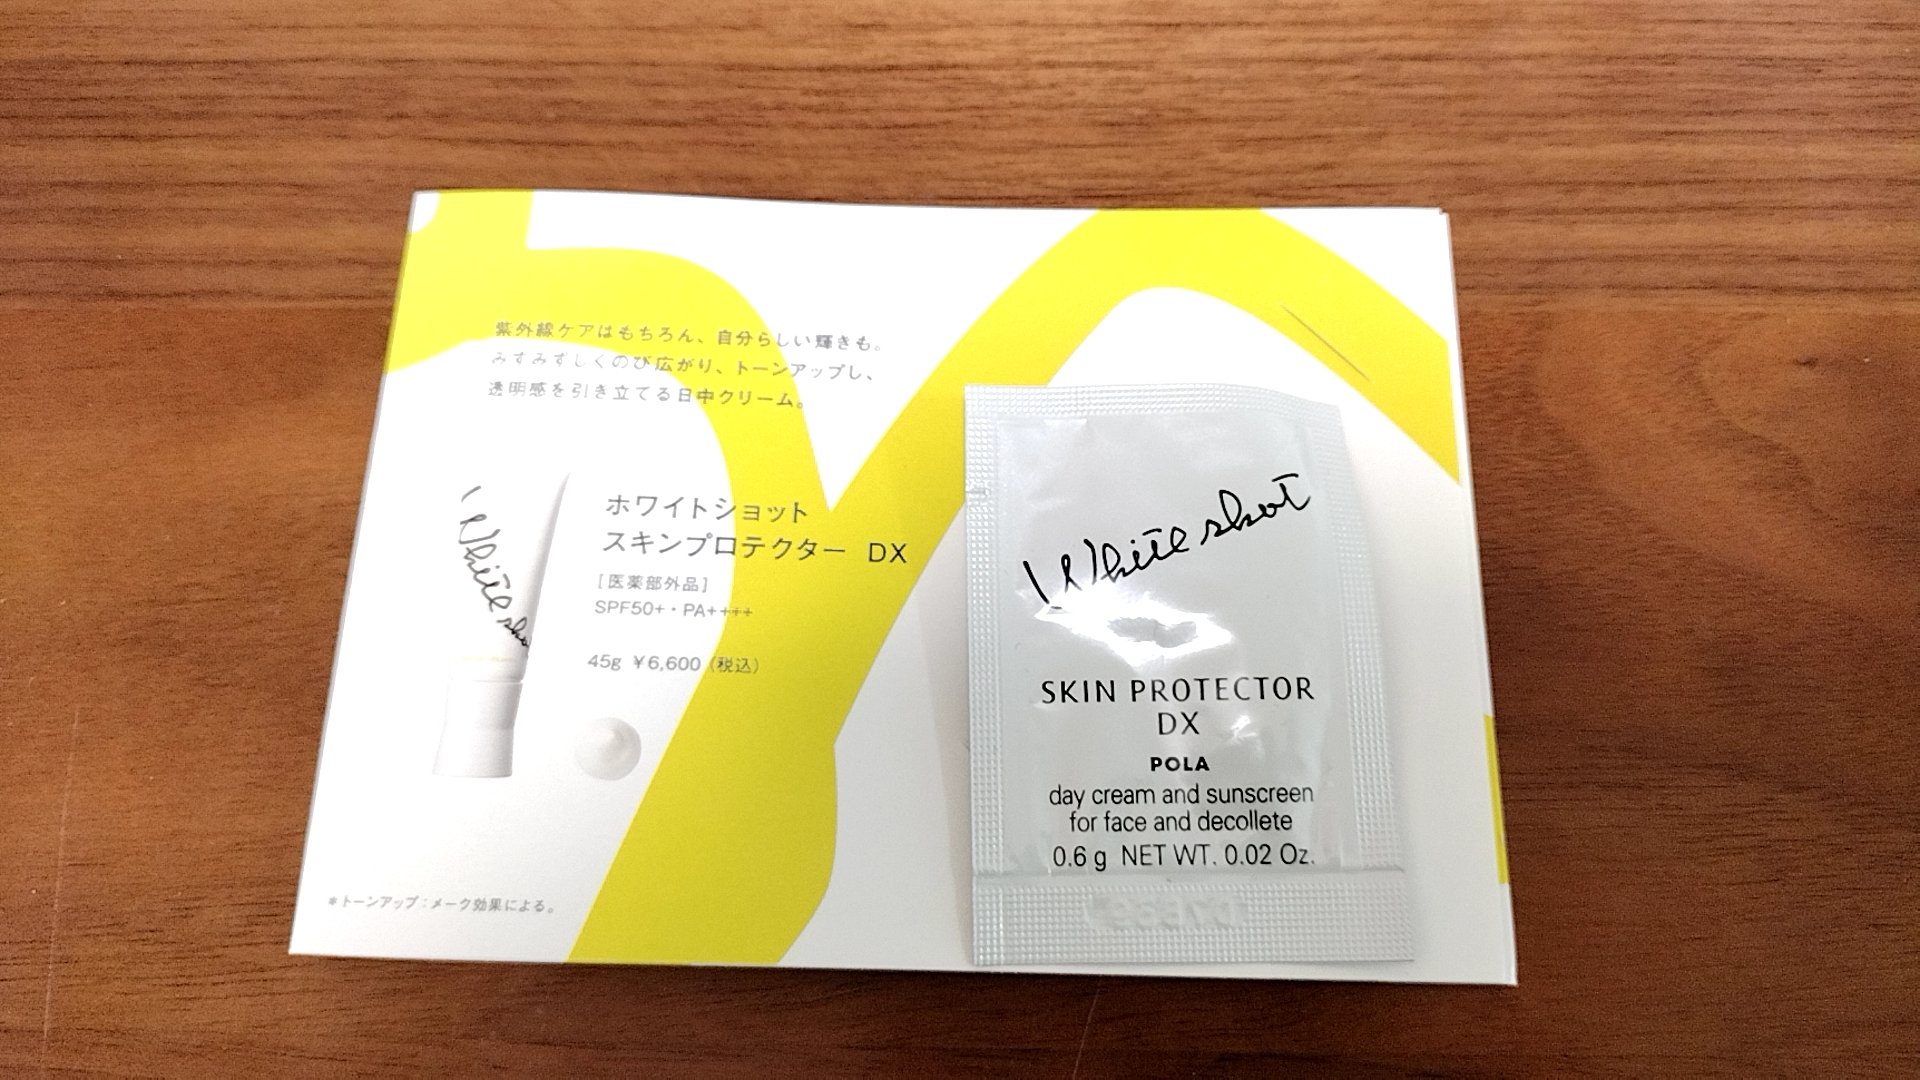 紫外線ケアはもちろん、自分らしい輝きも。
みずみずしくのび広がり、トーンアップし、
透明感を引き立てる日中クリーム。
White sho
ホワイトショット
スキンプロテクター DX
[医薬部外品]
SPF50+・PA++++
45g ¥6,600(税込)
*トーンアップ:メーク効果による。
White shot
SKIN PROTECTOR
DX
POLA
day cream and sunscreen
for face and decollete
0.6 g NET WT. 0.02 Oz.